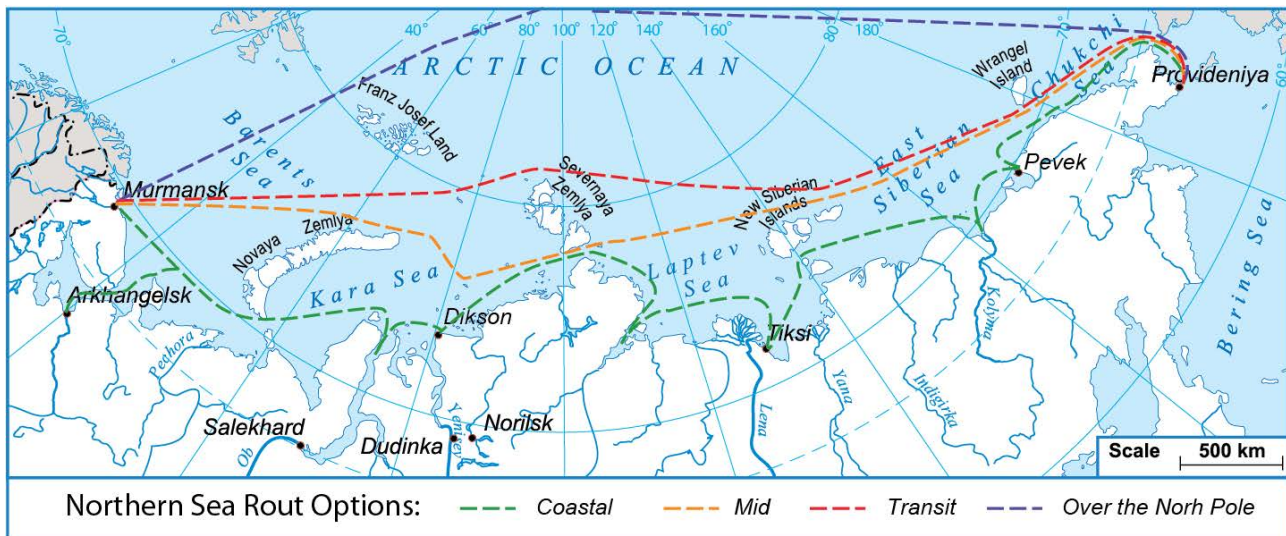 70°
40°
60°
80°
100°
120°
140°
160°
180°
80°
70°
60°
ARCTIC OCEAN
Wrangel
Island
Chukchi
Sea
Provideniya
Franz Josef Land
Barents
Sea
Murmansk
Severnaya
Zemlya
East
Siberian
Sea
Pevek
New Siberian
Islands
Novaya Zemlya
Kara Sea
Laptev
Sea
Arkhangelsk
Dikson
Tiksi
Kolyma
Bering Sea
Pechora
Indigirka
Yana
Lena
Salekhard
Ob
Dudinka
Yenisey
Norilsk
Scale 500 km
Northern Sea Rout Options: Coastal Mid Transit Over the Norh Pole